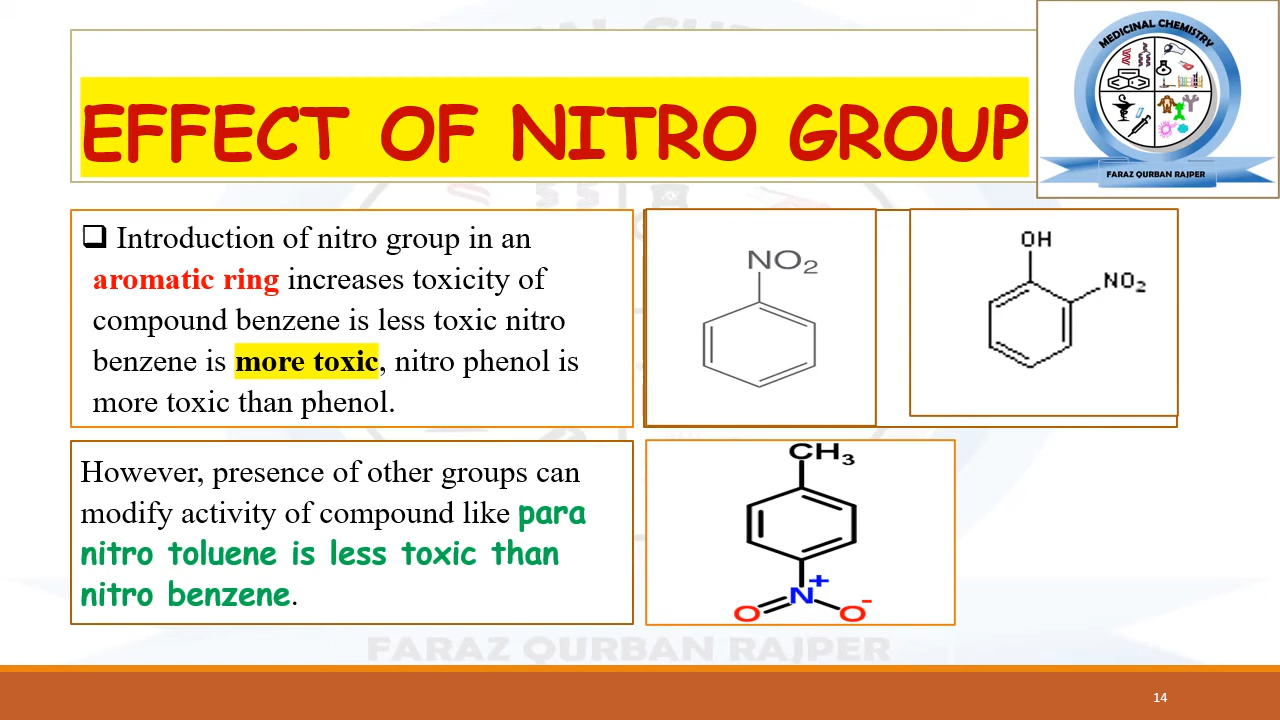 MEDICINAL CHEMISTRY
FARAZ QURBAN RAJPER
EFFECT OF NITRO GROUP
❑ Introduction of nitro group in an
aromatic ring increases toxicity of
compound benzene is less toxic nitro
benzene is more toxic, nitro phenol is
more toxic than phenol.
NO2
OH
NO2
However, presence of other groups can
modify activity of compound like para
nitro toluene is less toxic than
nitro benzene.
CH3
N+
O O-
FARAZ QURBAN RAJPER
14